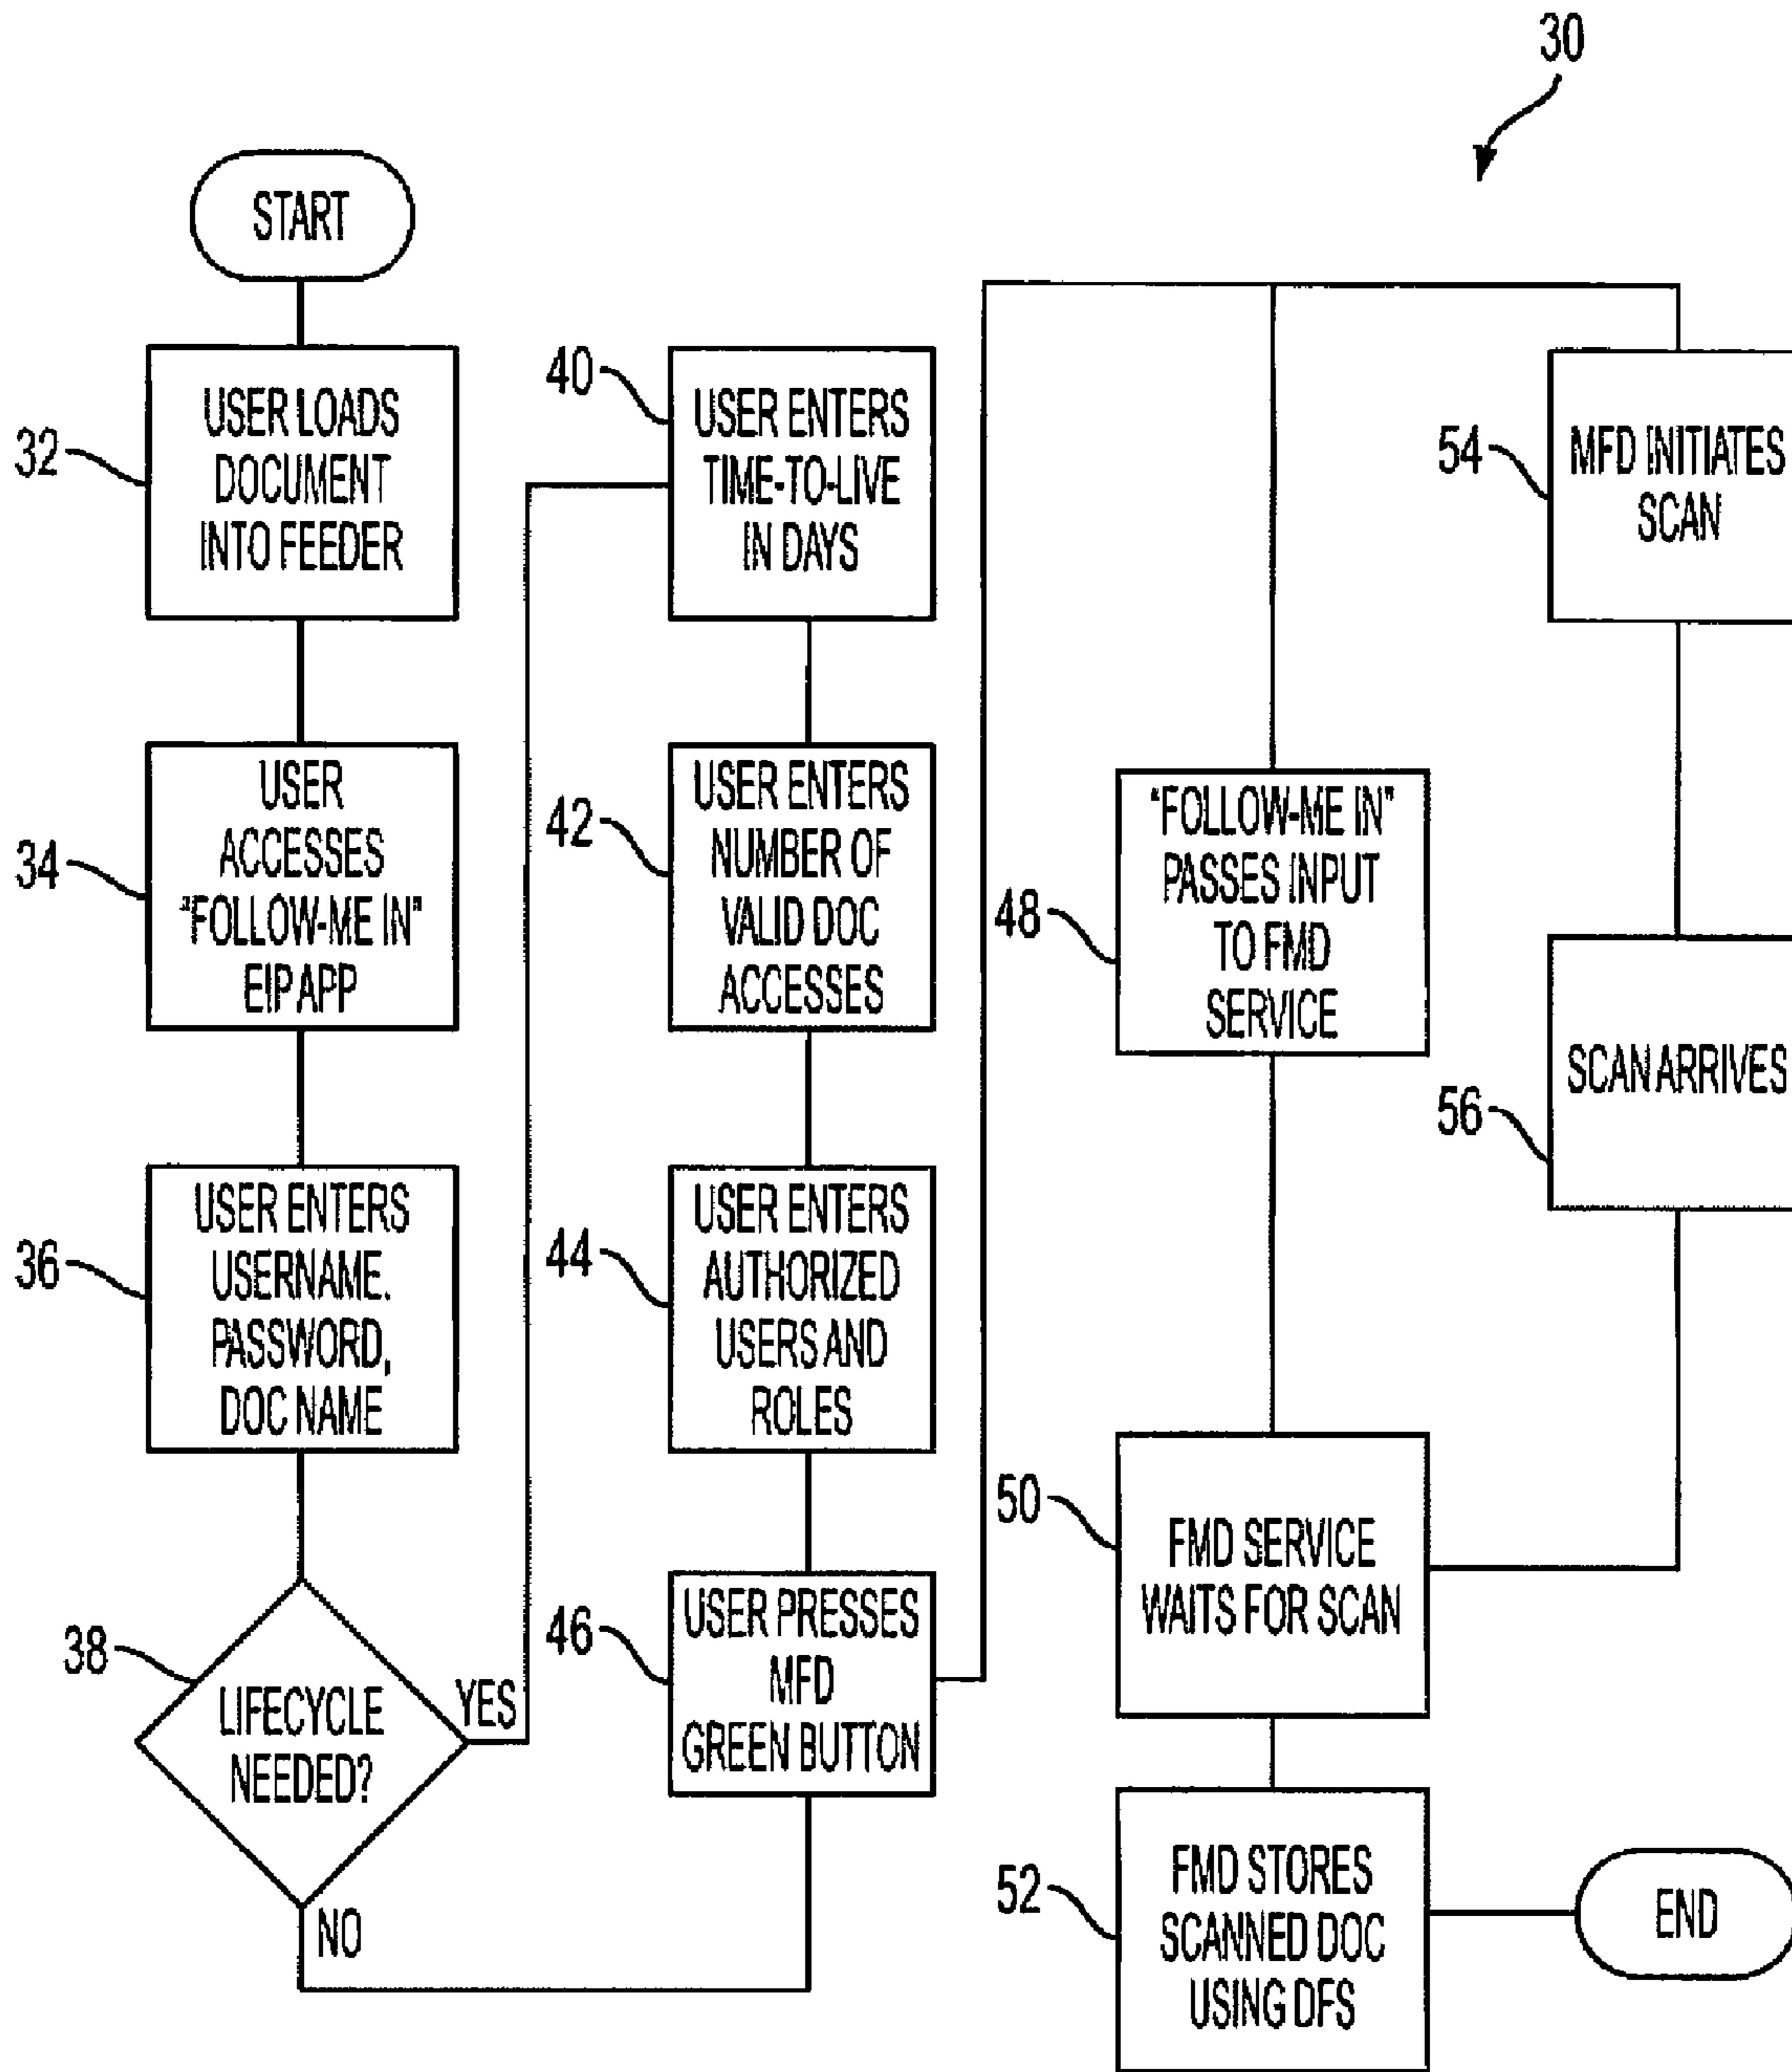 30
START
32
USER LOADS
DOCUMENT
INTO FEEDER
34
USER
ACCESSES
"FOLLOW-ME IN"
EIP APP
36
USER ENTERS
USERNAME,
PASSWORD,
DOC NAME
38
LIFECYCLE
NEEDED?
YES
NO
40
USER ENTERS
TIME-TO-LIVE
IN DAYS
42
USER ENTERS
NUMBER OF
VALID DOC
ACCESSES
44
USER ENTERS
AUTHORIZED
USERS AND
ROLES
46
USER PRESSES
MFD
GREEN BUTTON
48
"FOLLOW-ME IN"
PASSES INPUT
TO FMD
SERVICE
50
FMD SERVICE
WAITS FOR SCAN
52
FMD STORES
SCANNED DOC
USING DFS
54
MFD INITIATES
SCAN
56
SCAN ARRIVES
END